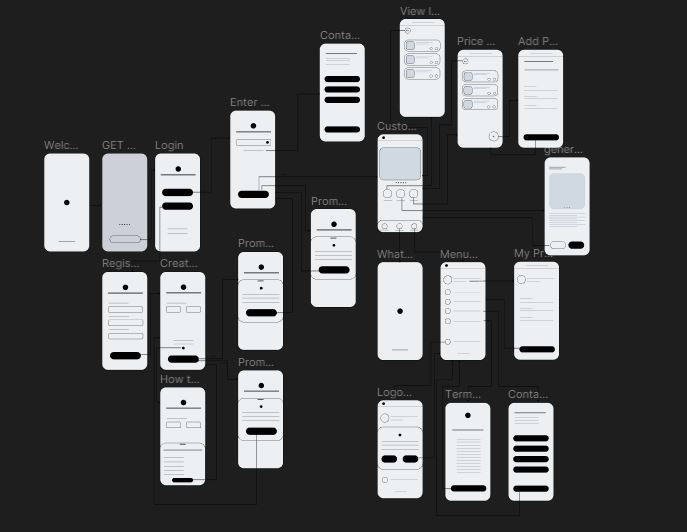 View I...
Conta...
Price ...
Add P...
Enter ...
Custo...
Welc...
GET ...
Login
gener...
Prom...
Prom...
What...
Menu...
My Pr...
Regis...
Creat...
Prom...
How t...
Logo...
Term...
Conta...